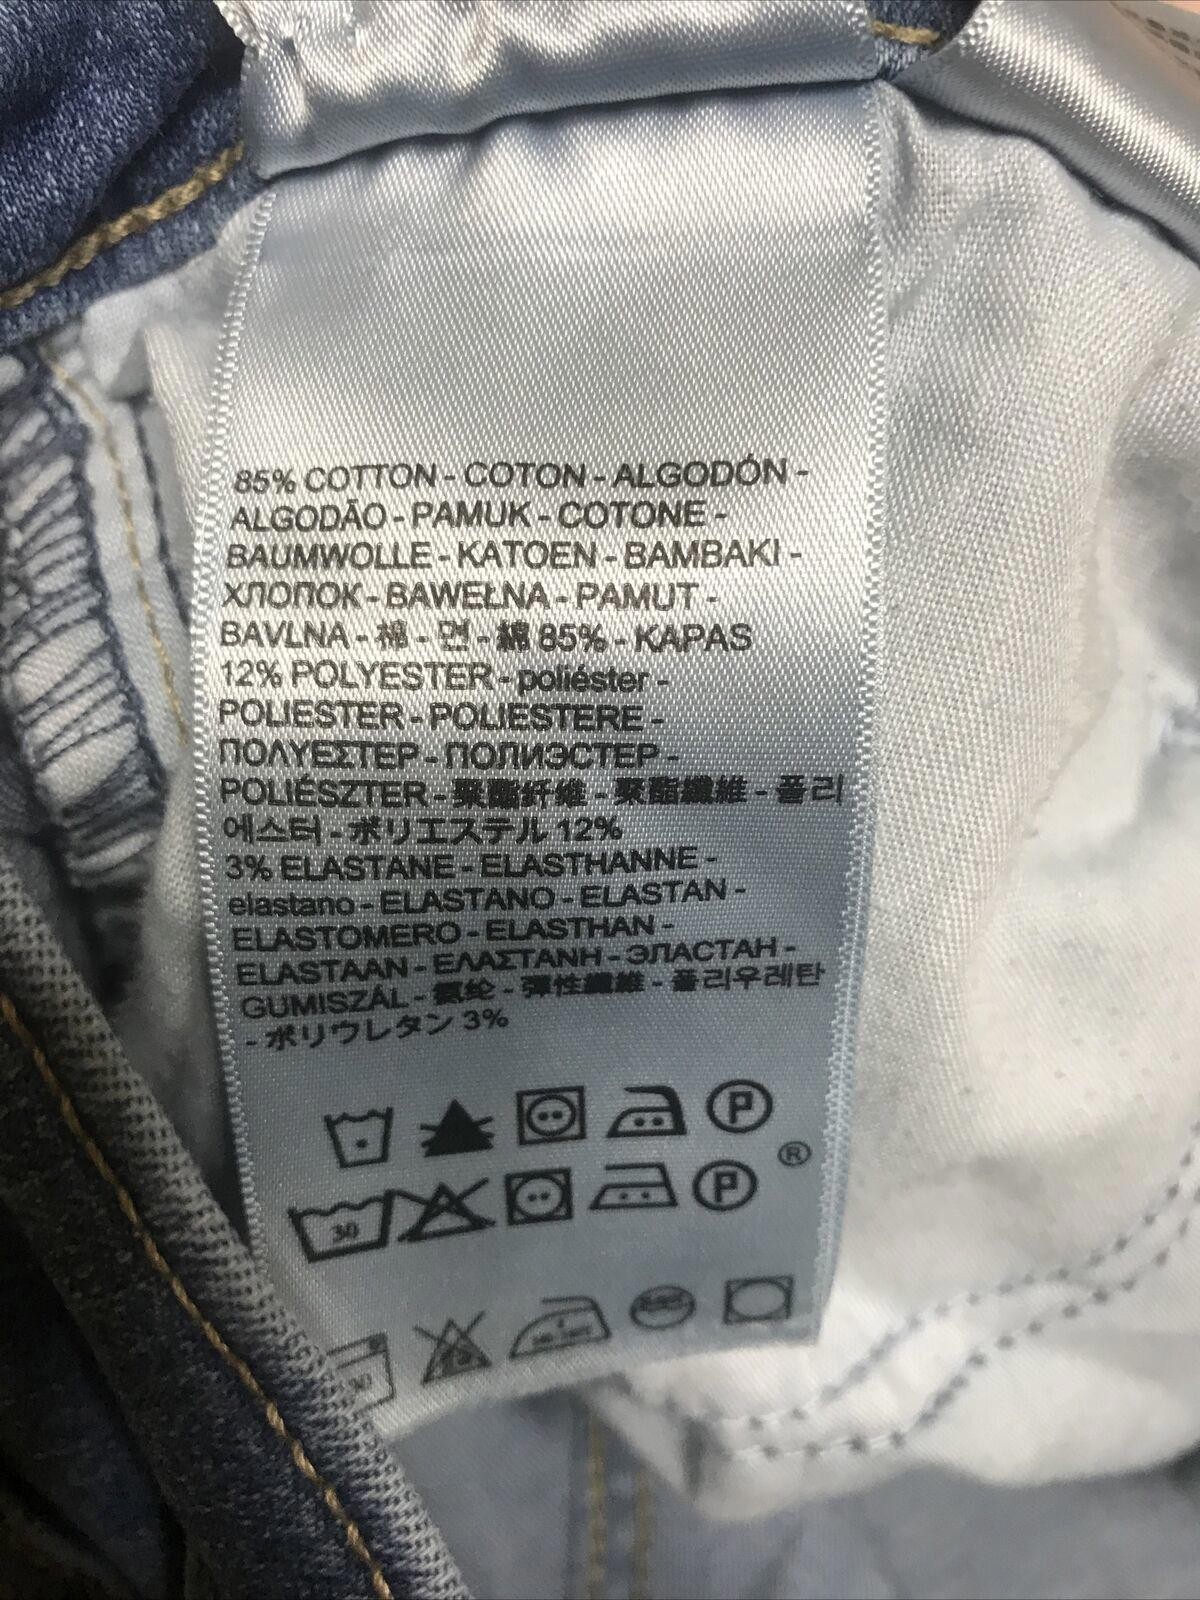 85% COTTON - COTON - ALGODÓN -
ALGODÃO - PAMUK - COTONE -
BAUMWOLLE - KATOEN - BAMBAKI -
ХЛОПОК - BAWEŁNA - PAMUT -
BAVLNA - 棉 - 면 - 綿 85% - KAPAS
12% POLYESTER - poliéster -
POLIESTER - POLIESTERE -
ΠΟΛΥΕΣΤΕΡ - ПОЛИЭСТЕР -
POLIÉSZTER - 聚酯纤维 - 聚酯纖維 - 폴리
에스터 - ポリエステル 12%
3% ELASTANE - ELASTHANNE -
elastano - ELASTANO - ELASTAN -
ELASTOMERO - ELASTHAN -
ELASTAAN - ΕΛΑΣΤΑΝΗ - ЭЛАСТАН -
GUMISZÁL - 氨纶 - 彈性纖維 - 폴리우레탄
- ポリウレタン 3%
P
®
30 P
30